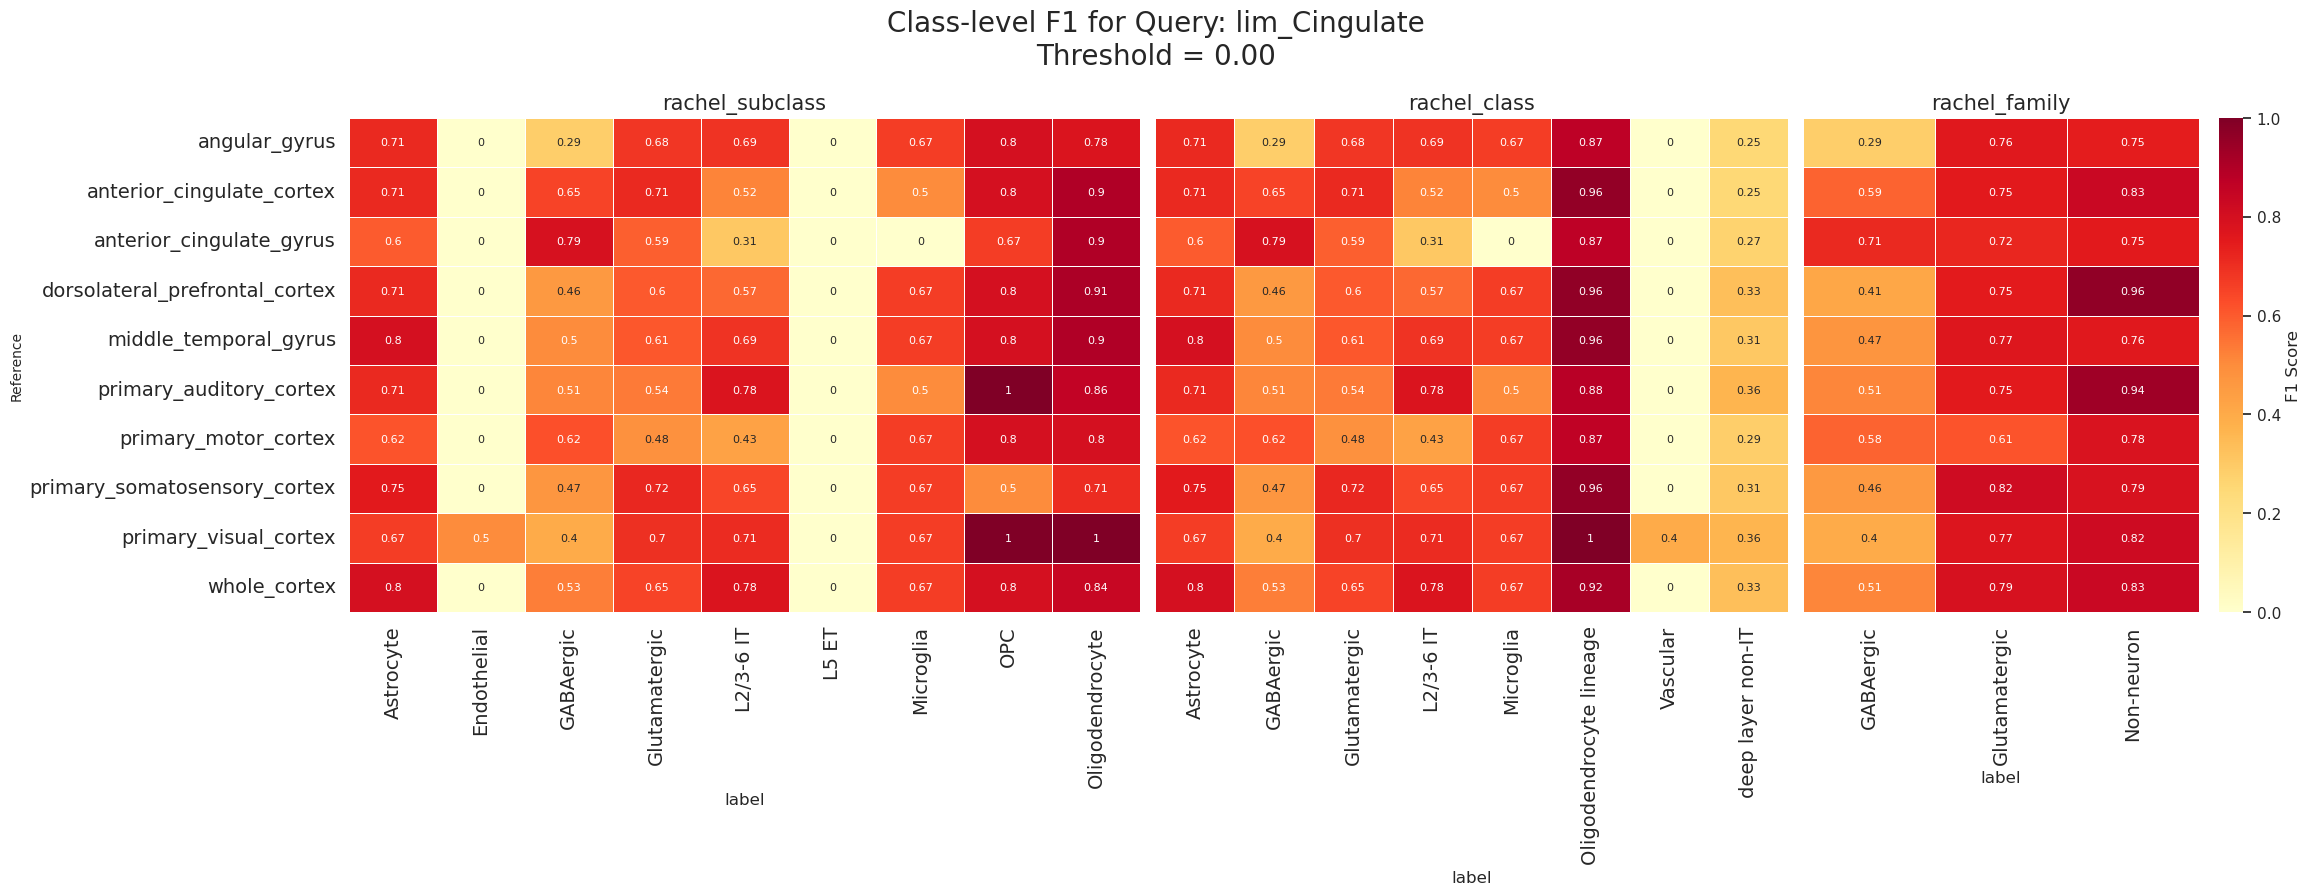 Class-level F1 for Query: lim_Cingulate
Threshold = 0.00
rachel_subclass rachel_class rachel_family
angular_gyrus 0.71 0 0.29 0.68 0.69 0 0.67 0.8 0.78 0.71 0.29 0.68 0.69 0.67 0.87 0 0.25 0.29 0.76 0.75
anterior_cingulate_cortex 0.71 0 0.65 0.71 0.52 0 0.5 0.8 0.9 0.71 0.65 0.71 0.52 0.5 0.96 0 0.25 0.59 0.75 0.83
anterior_cingulate_gyrus 0.6 0 0.79 0.59 0.31 0 0 0.67 0.9 0.6 0.79 0.59 0.31 0 0.87 0 0.27 0.71 0.72 0.75
dorsolateral_prefrontal_cortex 0.71 0 0.46 0.6 0.57 0 0.67 0.8 0.91 0.71 0.46 0.6 0.57 0.67 0.96 0 0.33 0.41 0.75 0.96
middle_temporal_gyrus 0.8 0 0.5 0.61 0.69 0 0.67 0.8 0.9 0.8 0.5 0.61 0.69 0.67 0.96 0 0.31 0.47 0.77 0.76
primary_auditory_cortex 0.71 0 0.51 0.54 0.78 0 0.5 1 0.86 0.71 0.51 0.54 0.78 0.5 0.88 0 0.36 0.51 0.75 0.94
primary_motor_cortex 0.62 0 0.62 0.48 0.43 0 0.67 0.8 0.8 0.62 0.62 0.48 0.43 0.67 0.87 0 0.29 0.58 0.61 0.78
primary_somatosensory_cortex 0.75 0 0.47 0.72 0.65 0 0.67 0.5 0.71 0.75 0.47 0.72 0.65 0.67 0.96 0 0.31 0.46 0.82 0.79
primary_visual_cortex 0.67 0.5 0.4 0.7 0.71 0 0.67 1 1 0.67 0.4 0.7 0.71 0.67 1 0.4 0.36 0.4 0.77 0.82
whole_cortex 0.8 0 0.53 0.65 0.78 0 0.67 0.8 0.84 0.8 0.53 0.65 0.78 0.67 0.92 0 0.33 0.51 0.79 0.83
Reference
Astrocyte
Endothelial
GABAergic
Glutamatergic
L2/3-6 IT
L5 ET
Microglia
OPC
Oligodendrocyte
label
Astrocyte
GABAergic
Glutamatergic
L2/3-6 IT
Microglia
Oligodendrocyte lineage
Vascular
deep layer non-IT
label
GABAergic
Glutamatergic
Non-neuron
label
1.0
0.8
0.6
0.4
0.2
0.0
F1 Score